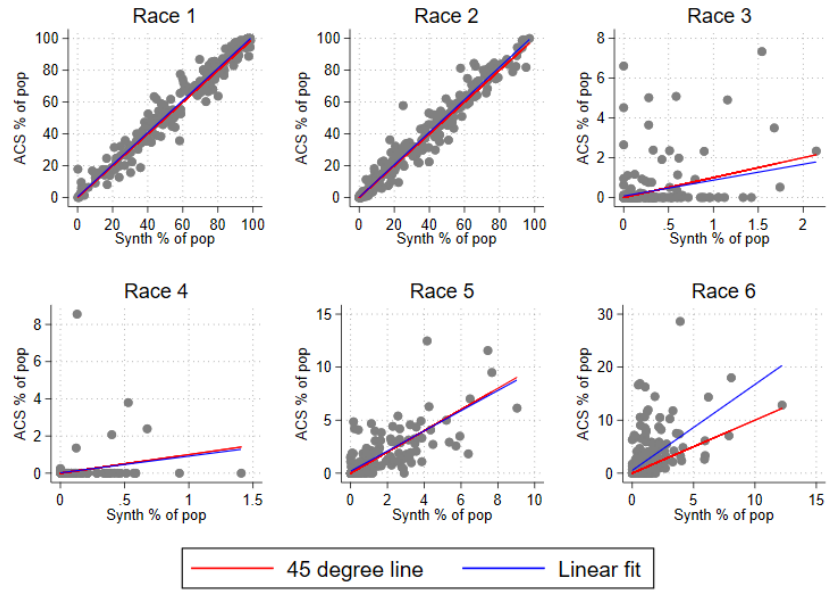 Race 1
Race 2
Race 3
ACS % of pop
100
80
60
40
20
0
0 20 40 60 80 100
Synth % of pop
ACS % of pop
100
80
60
40
20
0
0 20 40 60 80 100
Synth % of pop
ACS % of pop
8
6
4
2
0
0 .5 1 1.5 2
Synth % of pop
Race 4
Race 5
Race 6
ACS % of pop
8
6
4
2
0
0 .5 1 1.5
Synth % of pop
ACS % of pop
15
10
5
0
0 2 4 6 8 10
Synth % of pop
ACS % of pop
30
20
10
0
0 5 10 15
Synth % of pop
45 degree line
Linear fit